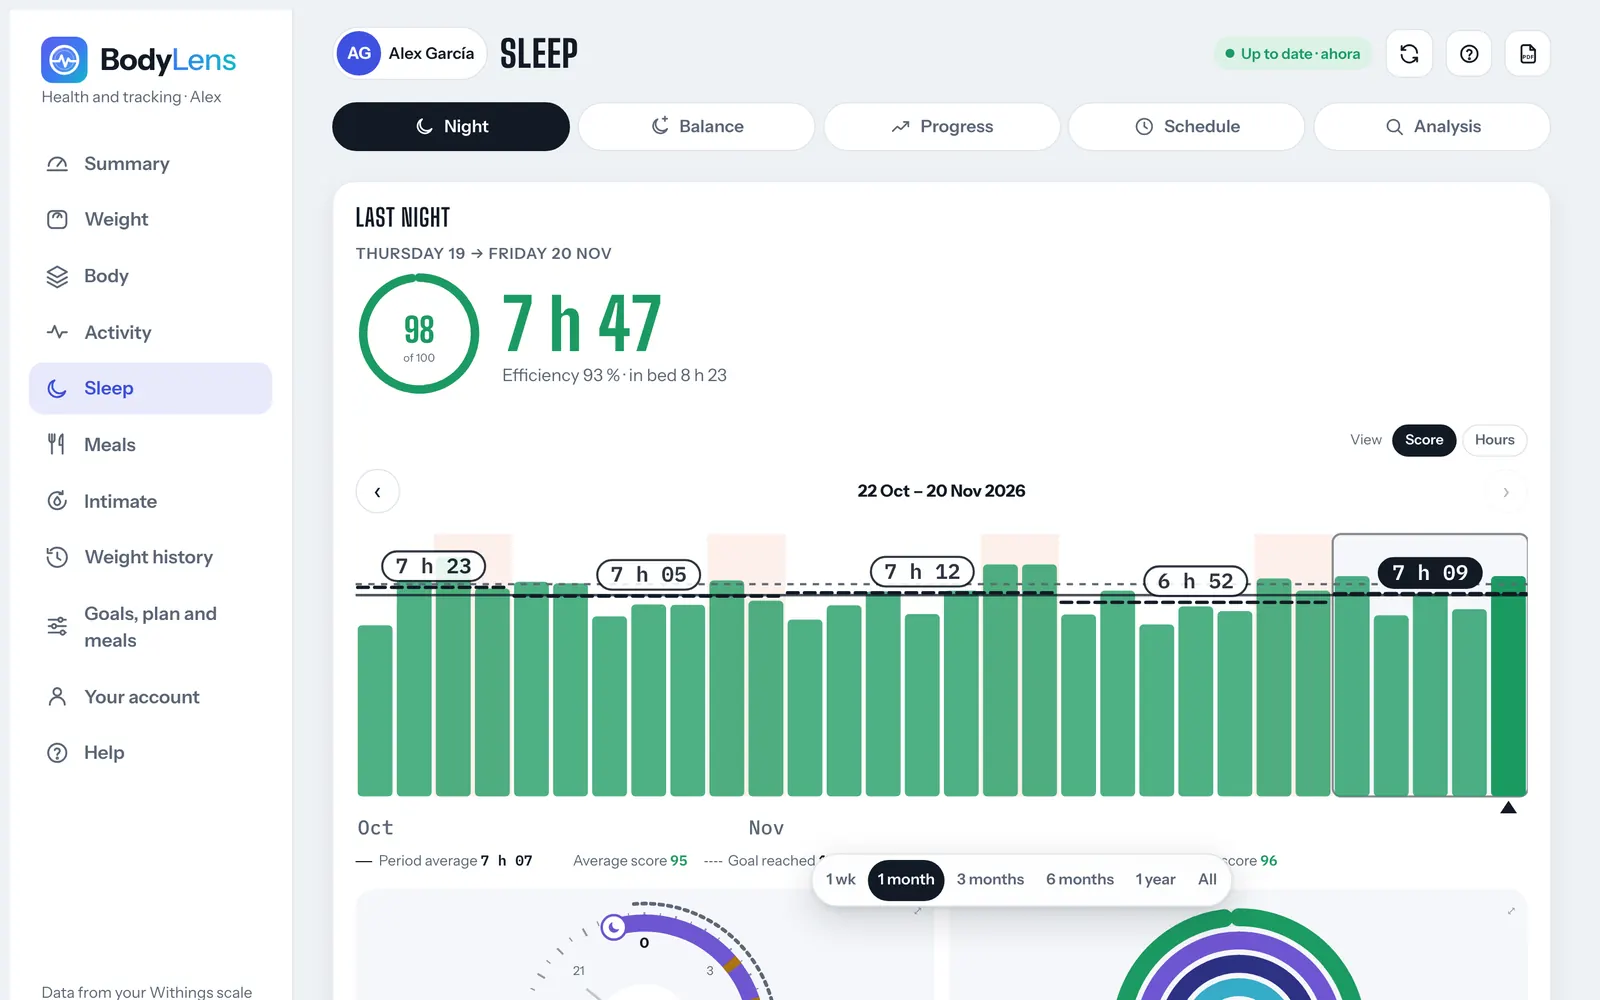 BodyLens
Health and tracking · Alex
Summary
Weight
Body
Activity
Sleep
Meals
Intimate
Weight history
Goals, plan and
meals
Your account
Help
Data from your Withings scale
AG Alex García SLEEP
Up to date · ahora
PDF
Night
Balance
Progress
Schedule
Analysis
LAST NIGHT
THURSDAY 19 → FRIDAY 20 NOV
98
of 100
7 h 47
Efficiency 93 % · in bed 8 h 23
View Score Hours
22 Oct – 20 Nov 2026
7 h 23
7 h 05
7 h 12
6 h 52
7 h 09
Oct Nov
Period average 7 h 07 Average score 95 Goal reached score 96
1 wk 1 month 3 months 6 months 1 year All
0
21
3